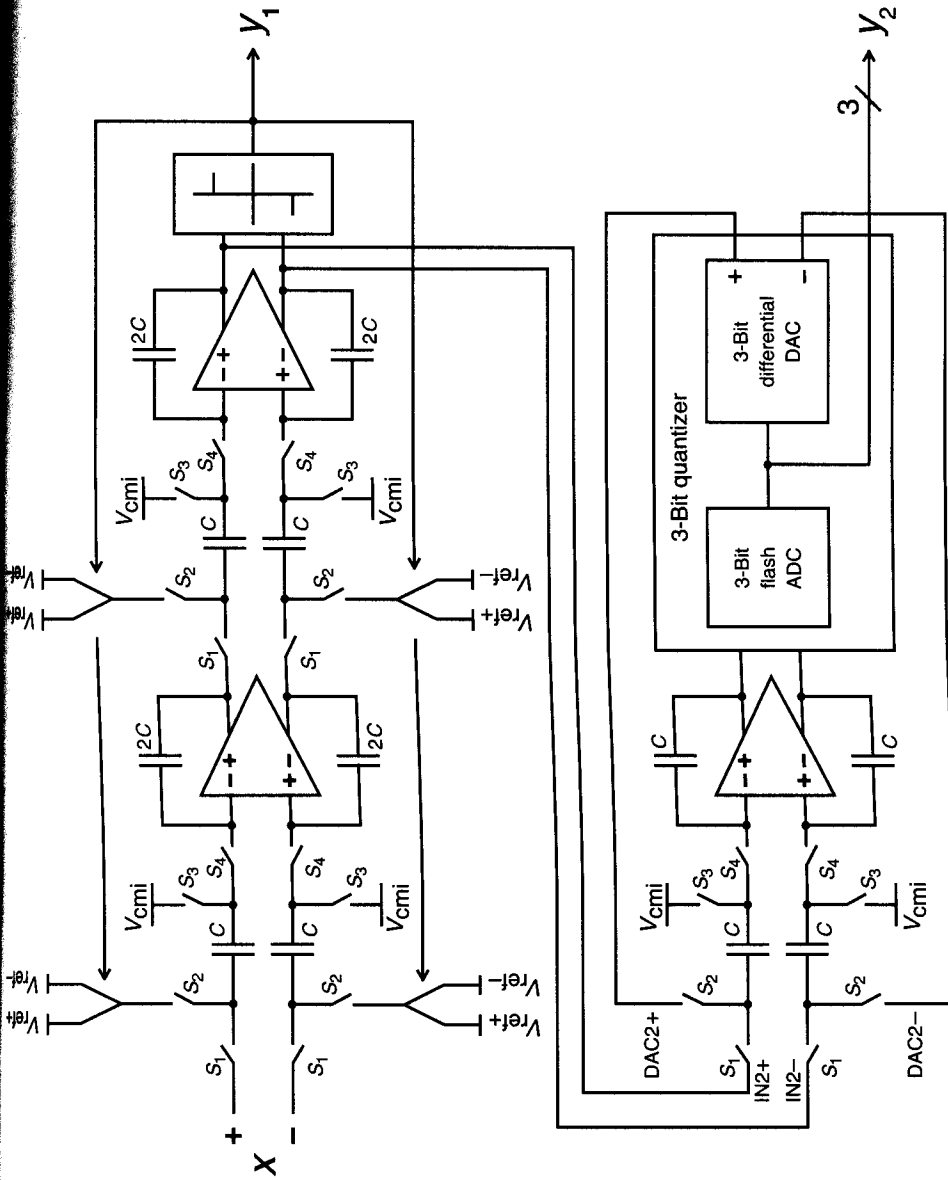 Vref+ Vref-
Vref+ Vref-
y1
S2
Vcmi
S3
C
S4
2C
S1
S2
Vcmi
S3
C
S4
2C
x
+
-
S1
S1
S2
C
Vcmi
S3
S4
2C
S1
S2
C
Vcmi
S3
S4
2C
Vref+ Vref-
Vref+ Vref-
+ -
- +
+ -
- +
DAC2+
S2
Vcmi
S3
C
S4
C
3-Bit quantizer
3-Bit
flash
ADC
3-Bit
differential
DAC
+
-
3
y2
S1
IN2+
IN2-
S1
S2
C
Vcmi
S3
S4
C
+ -
- +
DAC2-